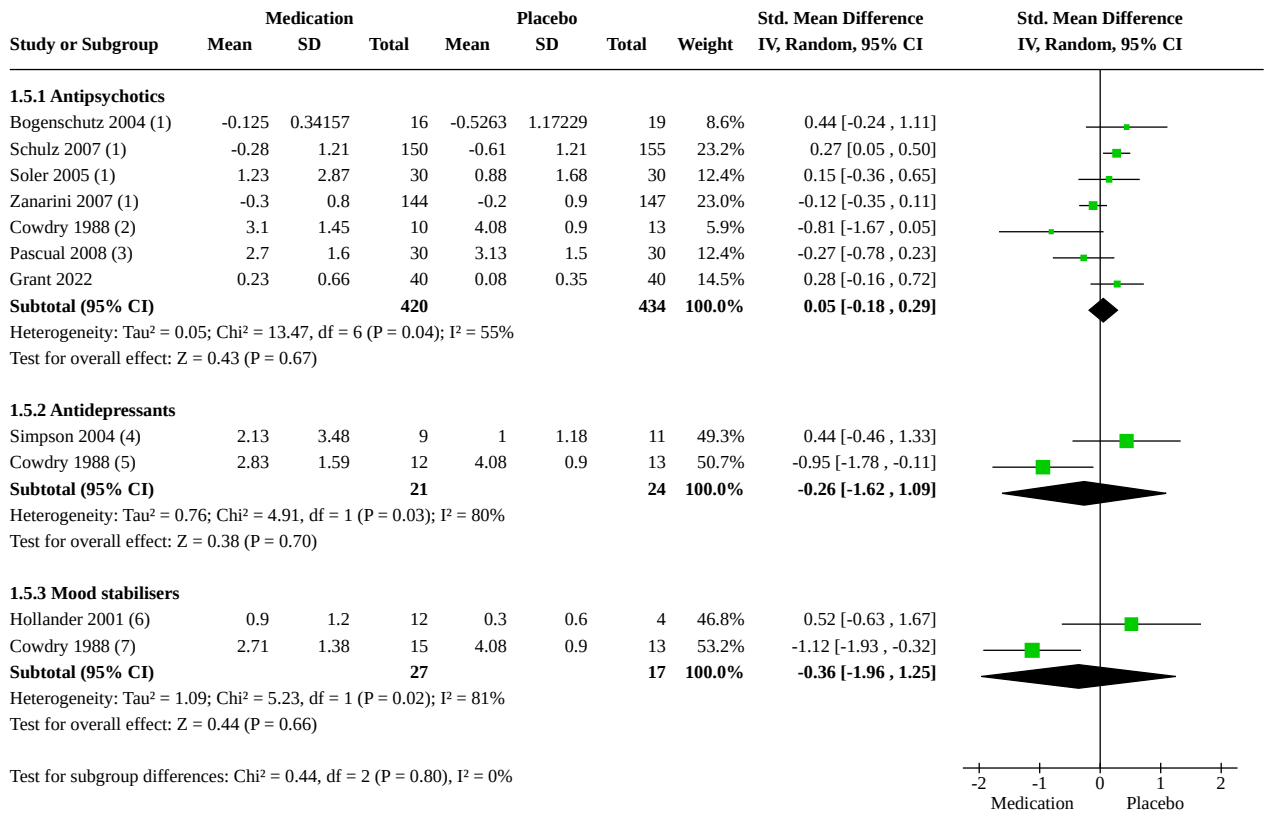 Medication Placebo Std. Mean Difference Std. Mean Difference
Study or Subgroup Mean SD Total Mean SD Total Weight IV, Random, 95% CI IV, Random, 95% CI
1.5.1 Antipsychotics
Bogenschutz 2004 (1) -0.125 0.34157 16 -0.5263 1.17229 19 8.6% 0.44 [-0.24 , 1.11]
Schulz 2007 (1) -0.28 1.21 150 -0.61 1.21 155 23.2% 0.27 [0.05 , 0.50]
Soler 2005 (1) 1.23 2.87 30 0.88 1.68 30 12.4% 0.15 [-0.36 , 0.65]
Zanarini 2007 (1) -0.3 0.8 144 -0.2 0.9 147 23.0% -0.12 [-0.35 , 0.11]
Cowdry 1988 (2) 3.1 1.45 10 4.08 0.9 13 5.9% -0.81 [-1.67 , 0.05]
Pascual 2008 (3) 2.7 1.6 30 3.13 1.5 30 12.4% -0.27 [-0.78 , 0.23]
Grant 2022 0.23 0.66 40 0.08 0.35 40 14.5% 0.28 [-0.16 , 0.72]
Subtotal (95% CI) 420 434 100.0% 0.05 [-0.18 , 0.29]
Heterogeneity: Tau² = 0.05; Chi² = 13.47, df = 6 (P = 0.04); I² = 55%
Test for overall effect: Z = 0.43 (P = 0.67)
1.5.2 Antidepressants
Simpson 2004 (4) 2.13 3.48 9 1 1.18 11 49.3% 0.44 [-0.46 , 1.33]
Cowdry 1988 (5) 2.83 1.59 12 4.08 0.9 13 50.7% -0.95 [-1.78 , -0.11]
Subtotal (95% CI) 21 24 100.0% -0.26 [-1.62 , 1.09]
Heterogeneity: Tau² = 0.76; Chi² = 4.91, df = 1 (P = 0.03); I² = 80%
Test for overall effect: Z = 0.38 (P = 0.70)
1.5.3 Mood stabilisers
Hollander 2001 (6) 0.9 1.2 12 0.3 0.6 4 46.8% 0.52 [-0.63 , 1.67]
Cowdry 1988 (7) 2.71 1.38 15 4.08 0.9 13 53.2% -1.12 [-1.93 , -0.32]
Subtotal (95% CI) 27 17 100.0% -0.36 [-1.96 , 1.25]
Heterogeneity: Tau² = 1.09; Chi² = 5.23, df = 1 (P = 0.02); I² = 81%
Test for overall effect: Z = 0.44 (P = 0.66)
Test for subgroup differences: Chi² = 0.44, df = 2 (P = 0.80), I² = 0%
-2 -1 0 1 2
Medication Placebo